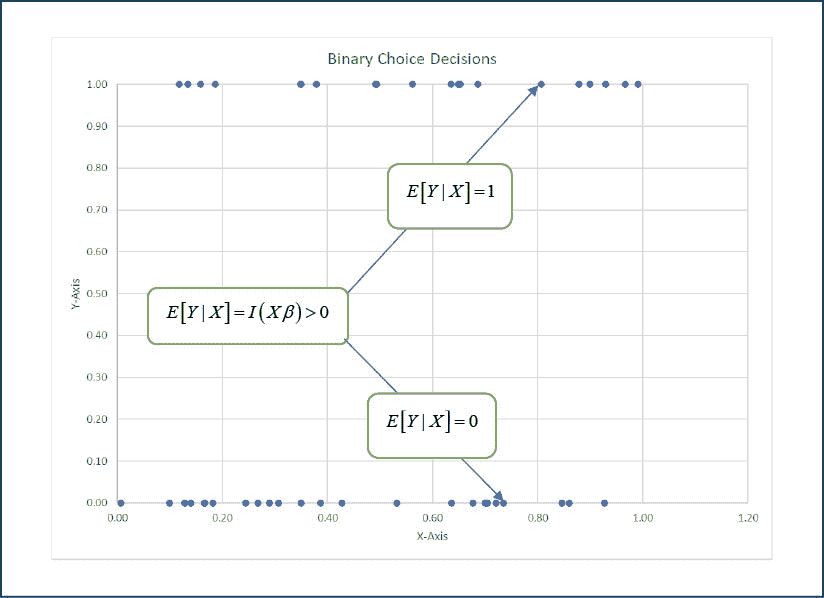 Binary Choice Decisions
1.00
0.90
0.80
E[Y | X]=1
0.70
0.60
0.50
E[Y | X]=I(Xβ)>0
0.40
0.30
E[Y | X]=0
0.20
0.10
0.00
Y-Axis
0.00 0.20 0.40 0.60 0.80 1.00 1.20
X-Axis